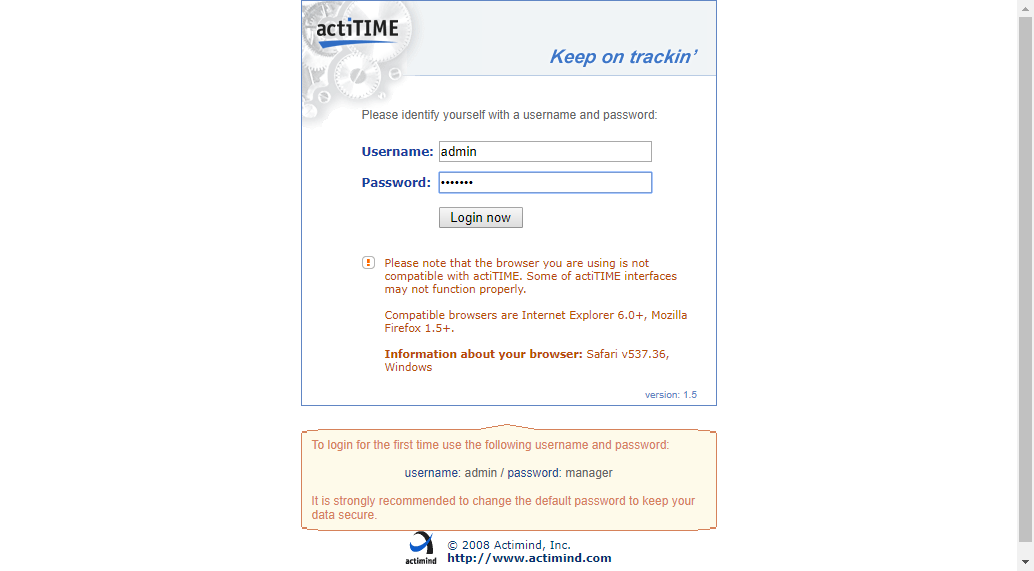 actiTIME
Keep on trackin’
Please identify yourself with a username and password:
Username: admin
Password: •••••••
Login now
Please note that the browser you are using is not
compatible with actiTIME. Some of actiTIME interfaces
may not function properly.
Compatible browsers are Internet Explorer 6.0+, Mozilla
Firefox 1.5+.
Information about your browser: Safari v537.36,
Windows
version: 1.5
To login for the first time use the following username and password:
username: admin / password: manager
It is strongly recommended to change the default password to keep your
data secure.
actimind
© 2008 Actimind, Inc.
http://www.actimind.com